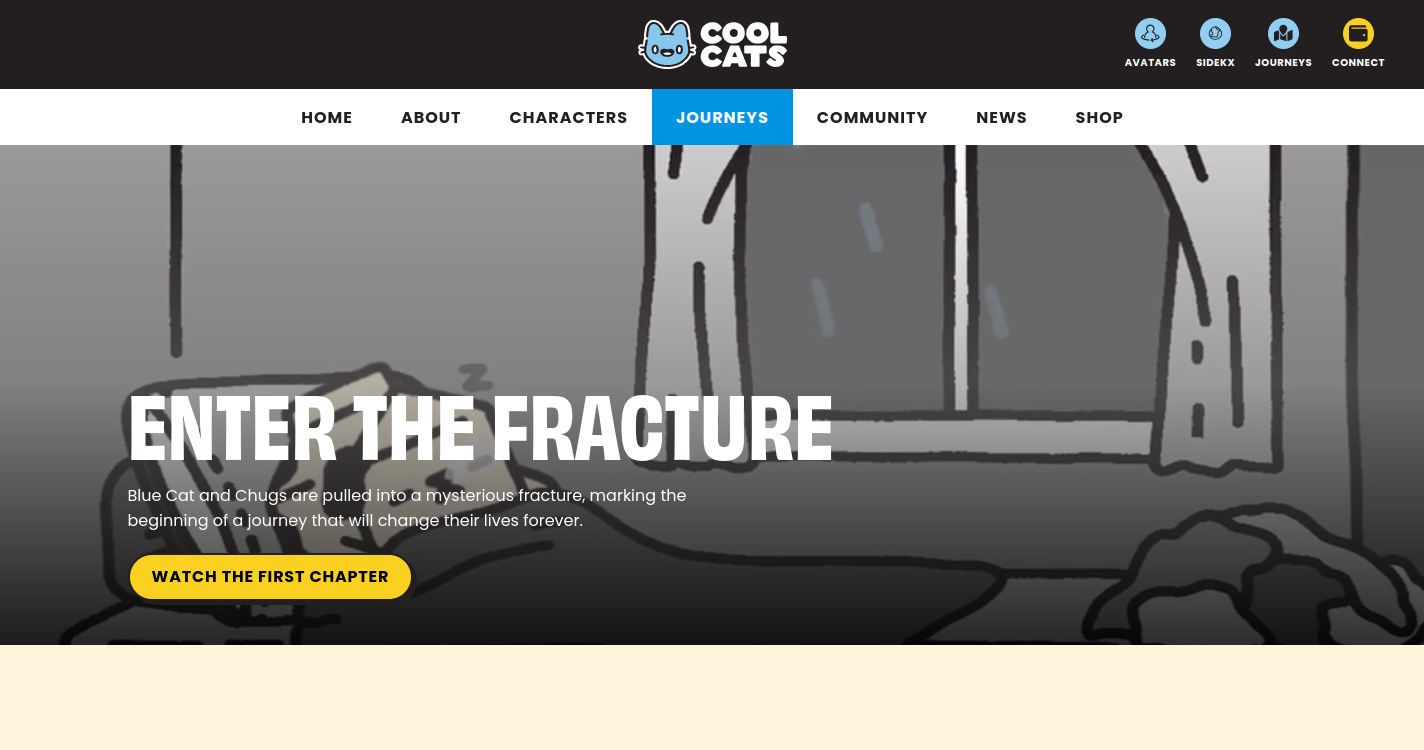 COOL
CATS
AVATARS
SIDEKX
JOURNEYS
CONNECT
HOME
ABOUT
CHARACTERS
JOURNEYS
COMMUNITY
NEWS
SHOP
Z
ENTER THE FRACTURE
Blue Cat and Chugs are pulled into a mysterious fracture, marking the
beginning of a journey that will change their lives forever.
WATCH THE FIRST CHAPTER